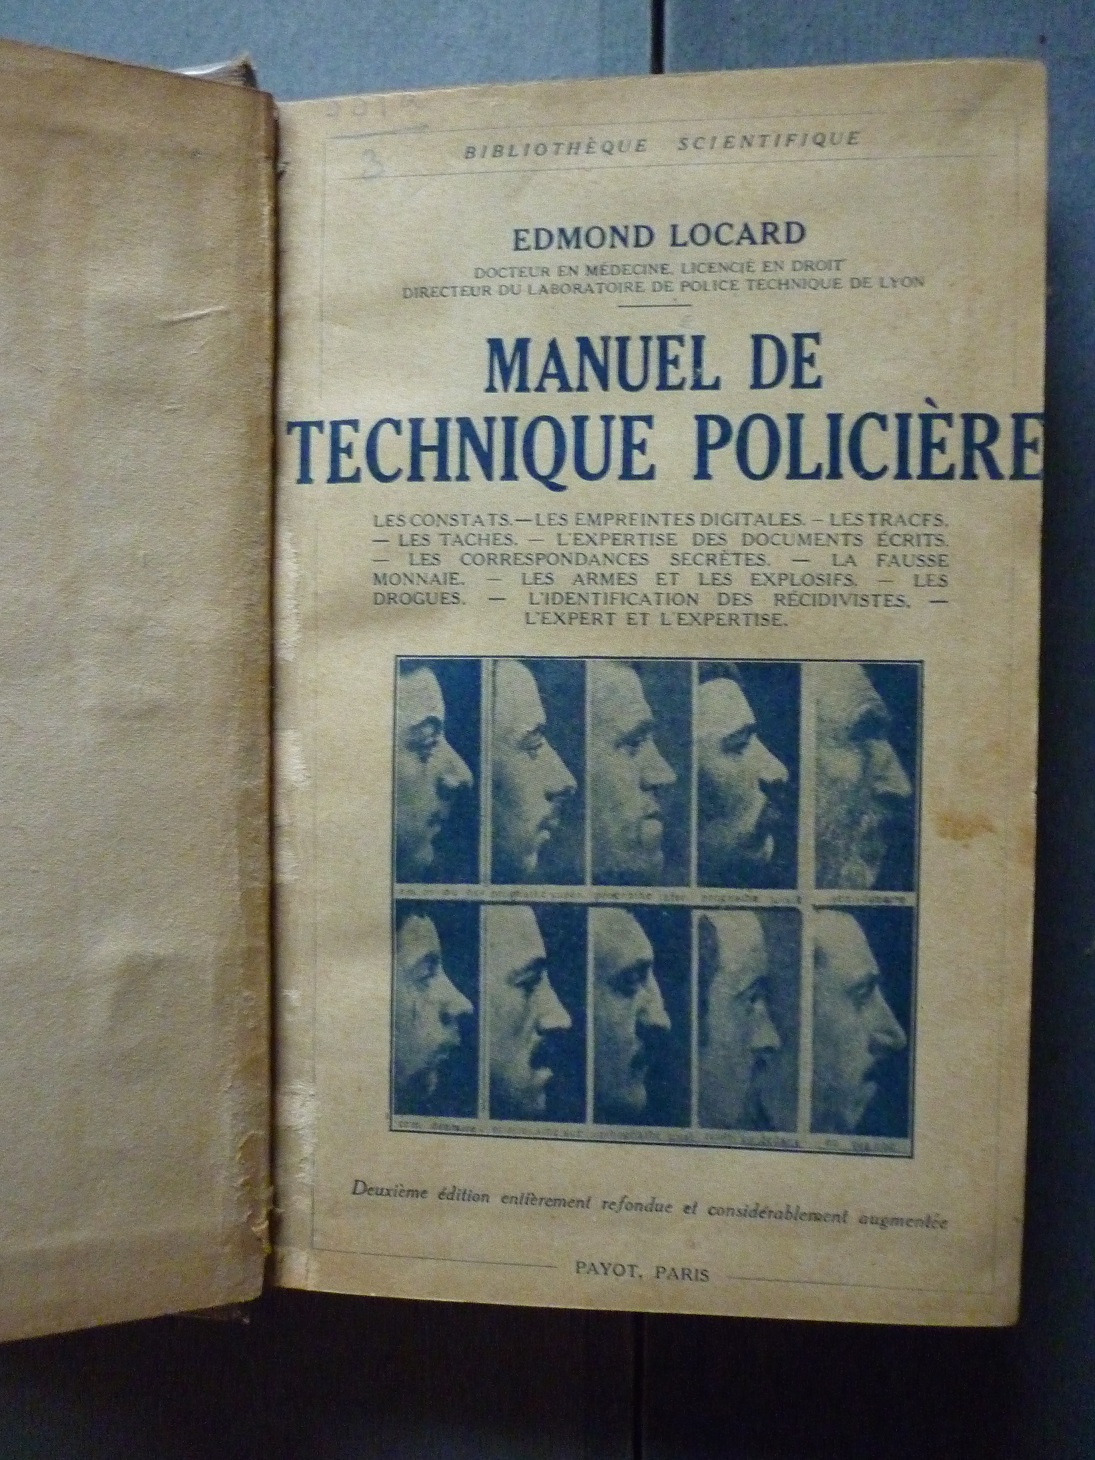 3
BIBLIOTHÈQUE SCIENTIFIQUE
EDMOND LOCARD
DOCTEUR EN MÉDECINE, LICENCIÉ EN DROIT
DIRECTEUR DU LABORATOIRE DE POLICE TECHNIQUE DE LYON
MANUEL DE
TECHNIQUE POLICIÈRE
LES CONSTATS.—LES EMPREINTES DIGITALES. — LES TRACES.
— LES TACHES. — L'EXPERTISE DES DOCUMENTS ÉCRITS.
— LES CORRESPONDANCES SECRÈTES. — LA FAUSSE
MONNAIE. — LES ARMES ET LES EXPLOSIFS. — LES
DROGUES. — L'IDENTIFICATION DES RÉCIDIVISTES. —
L'EXPERT ET L'EXPERTISE.
Deuxième édition entièrement refondue et considérablement augmentée
PAYOT, PARIS